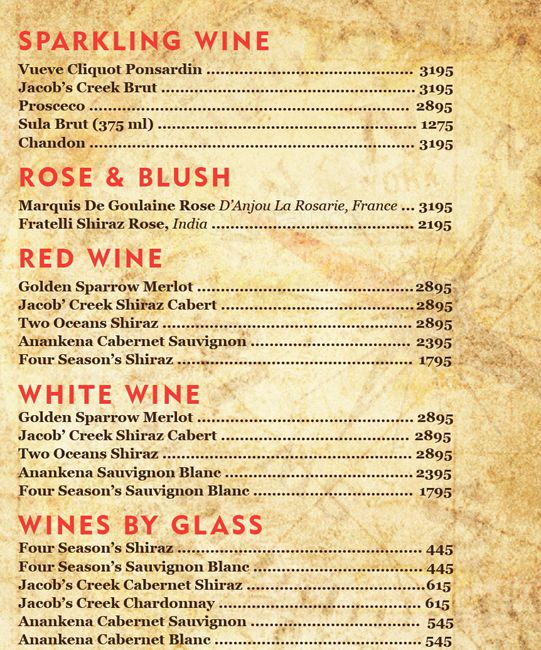 SPARKLING WINE
Vueve Cliquot Ponsardin ............................................ 3195
Jacob's Creek Brut ...................................................... 3195
Prosceco .................................................................... 2895
Sula Brut (375 ml) ....................................................... 1275
Chandon ..................................................................... 3195
ROSE & BLUSH
Marquis De Goulaine Rose D'Anjou La Rosarie, France ... 3195
Fratelli Shiraz Rose, India ........................................... 2195
RED WINE
Golden Sparrow Merlot ..............................................2895
Jacob' Creek Shiraz Cabert .........................................2895
Two Oceans Shiraz ..................................................... 2895
Anankena Cabernet Sauvignon .................................. 2395
Four Season's Shiraz .................................................. 1795
WHITE WINE
Golden Sparrow Merlot .............................................. 2895
Jacob' Creek Shiraz Cabert ........................................ 2895
Two Oceans Shiraz .....................................................2895
Anankena Sauvignon Blanc .........................................2395
Four Season's Sauvignon Blanc .................................. 1795
WINES BY GLASS
Four Season's Shiraz .................................................... 445
Four Season's Sauvignon Blanc .................................... 445
Jacob's Creek Cabernet Shiraz ......................................615
Jacob's Creek Chardonnay ........................................... 615
Anankena Cabernet Sauvignon .................................... 545
Anankena Cabernet Blanc ............................................ 545